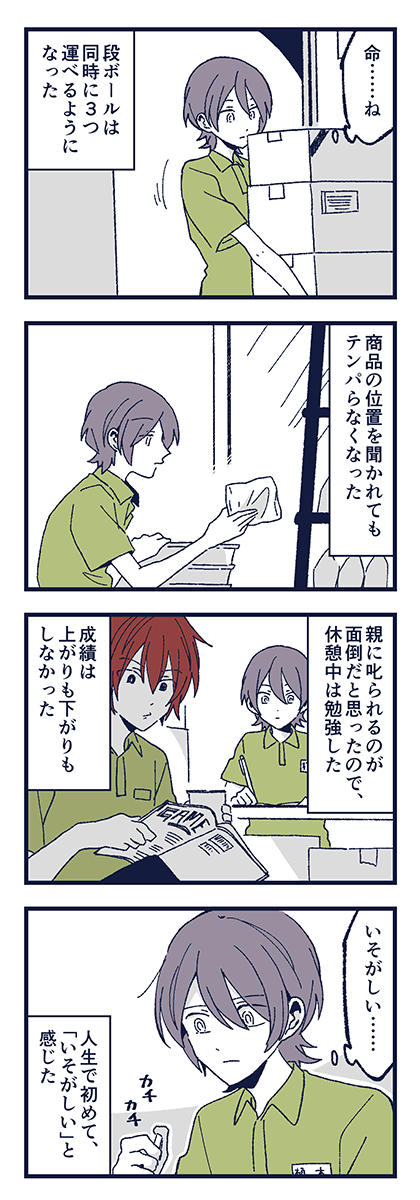 命……ね
段ボールは
同時に3つ
運べるように
なった
商品の位置を聞かれても
テンパらなくなった
親に叱られるのが
面倒だと思ったので、
休憩中は勉強した
成績は
上がりも下がりも
しなかった
GAME
いそがしい……
カチ
カチ
人生で初めて、
「いそがしい」と
感じた